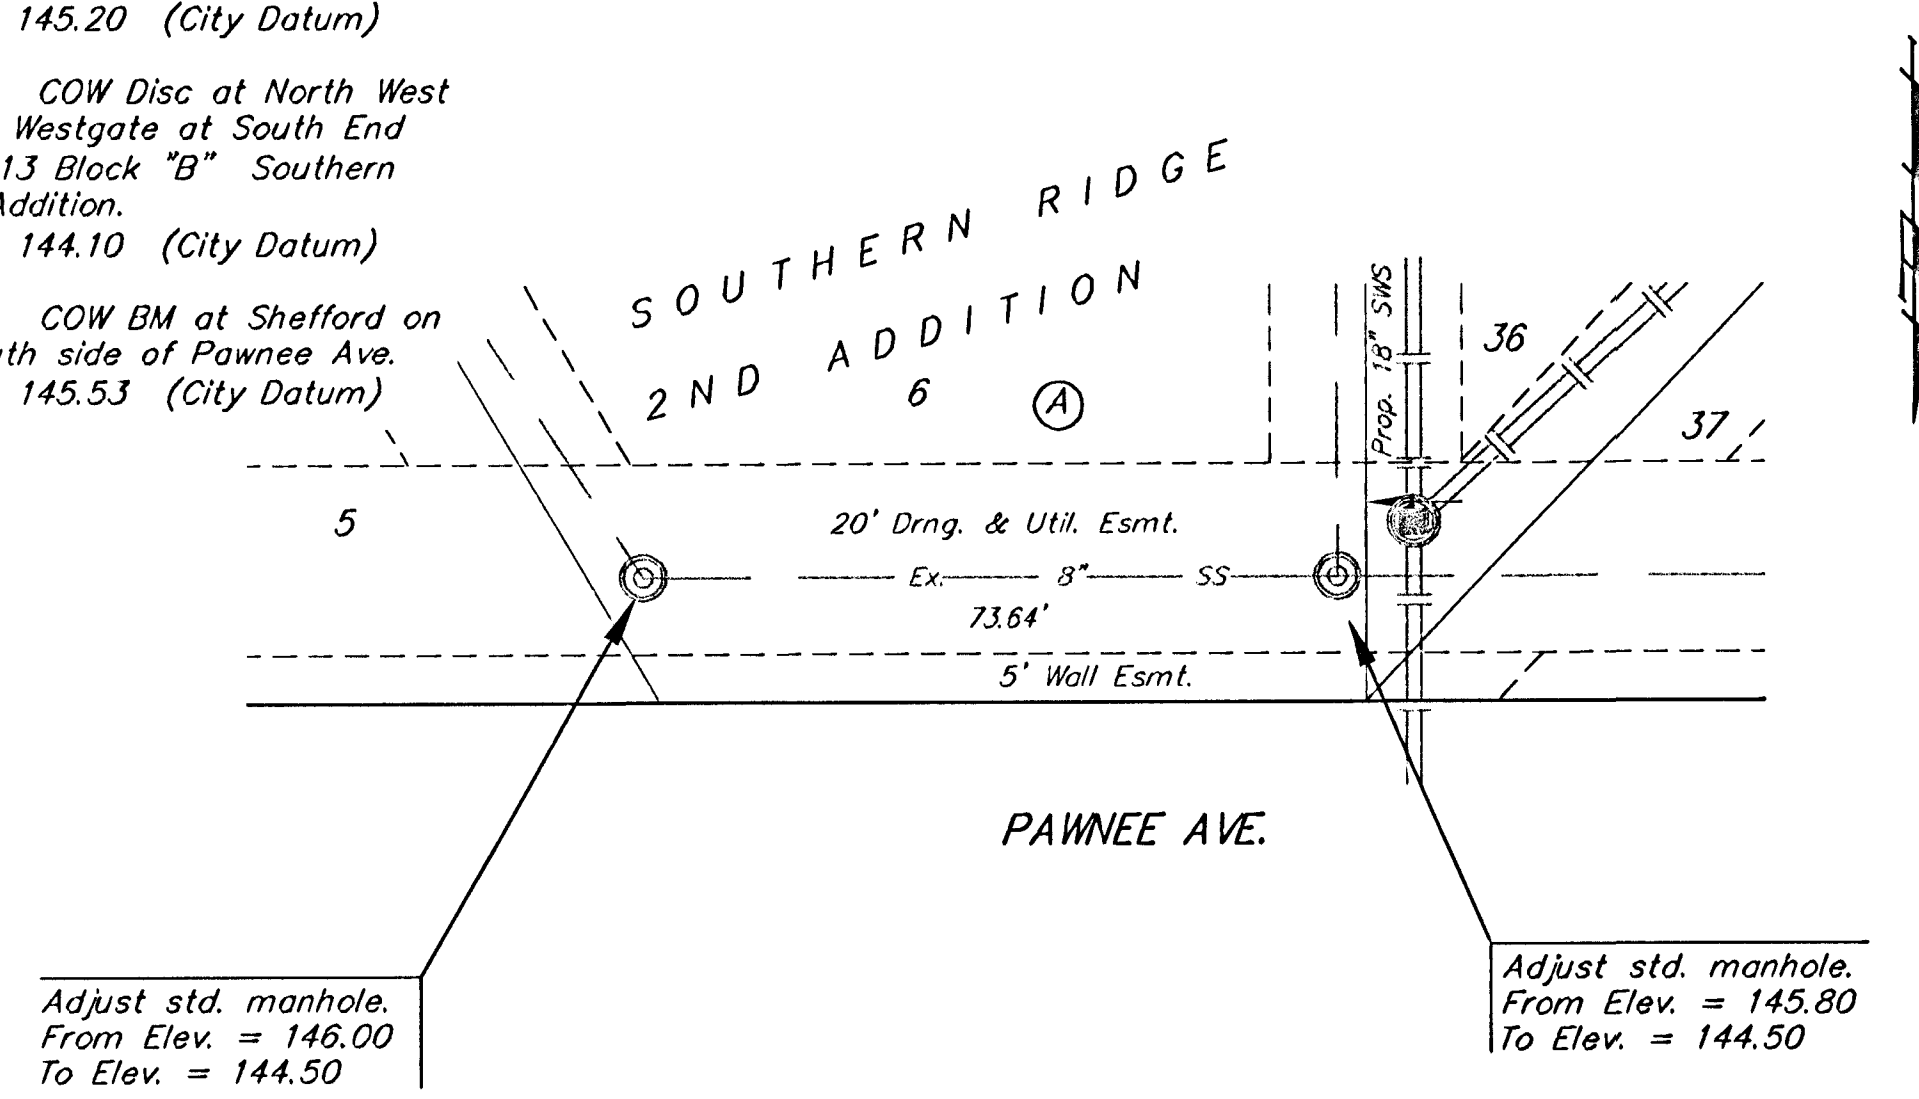 145.20 (City Datum)
COW Disc at North West
Westgate at South End
13 Block "B" Southern
Addition.
144.10 (City Datum)
COW BM at Shefford on
side of Pawnee Ave.
145.53 (City Datum)
SOUTHERN RIDGE
2ND ADDITION
6
A
Prop. 18" SWS
36
37
5
20' Drng. & Util. Esmt.
Ex. 8" SS
73.64'
5' Wall Esmt.
PAWNEE AVE.
Adjust std. manhole.
From Elev. = 146.00
To Elev. = 144.50
Adjust std. manhole.
From Elev. = 145.80
To Elev. = 144.50